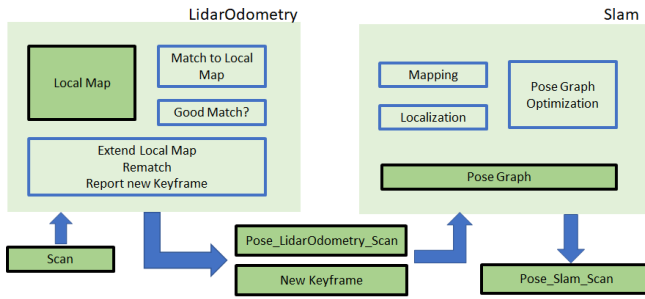 LidarOdometry
Local Map
Match to Local
Map
Good Match?
Extend Local Map
Rematch
Report new Keyframe
Scan
Pose_LidarOdometry_Scan
New Keyframe
Slam
Mapping
Localization
Pose Graph
Optimization
Pose Graph
Pose_Slam_Scan